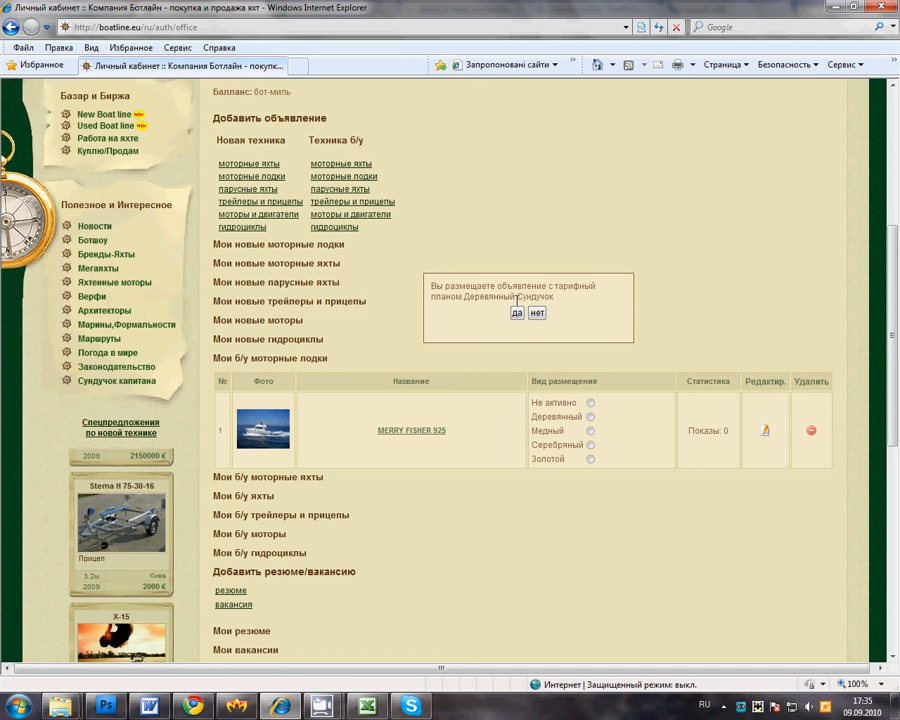 Личный кабинет :: Компания Ботлайн - покупка и продажа яхт - Windows Internet Explorer
http://boatline.eu/ru/auth/office
Google
Файл Правка Вид Избранное Сервис Справка
Избранное Личный кабинет :: Компания Ботлайн - покупк... Запропоновані сайти Страница Безопасность Сервис
Базар и Биржа
New Boat line NEW
Used Boat line NEW
Работа на яхте
Куплю/Продам
Полезное и Интересное
Новости
Ботшоу
Бренды-Яхты
Мегаяхты
Яхтенные моторы
Верфи
Архитекторы
Марины,Формальности
Маршруты
Погода в мире
Законодательство
Сундучок капитана
Спецпредложения
по новой технике
2009 2150000 €
Sterna H 75-30-16
Прицеп
3.2м Киев
2009 2000 €
X-15
Балланс: бот-миль
Добавить объявление
Новая техника Техника б/у
моторные яхты моторные яхты
моторные лодки моторные лодки
парусные яхты парусные яхты
трейлеры и прицепы трейлеры и прицепы
моторы и двигатели моторы и двигатели
гидроциклы гидроциклы
Мои новые моторные лодки
Мои новые моторные яхты
Мои новые парусные яхты
Мои новые трейлеры и прицепы
Мои новые моторы
Мои новые гидроциклы
Вы размещаете объявление с тарифный
планом Деревянный Сундучок
да нет
Мои б/у моторные лодки
№ Фото Название Вид размещения Статистика Редактир. Удалить
1 MERRY FISHER 925 Показы: 0
Не активно
Деревянный
Медный
Серебряный
Золотой
Мои б/у моторные яхты
Мои б/у яхты
Мои б/у трейлеры и прицепы
Мои б/у моторы
Мои б/у гидроциклы
Добавить резюме/вакансию
резюме
вакансия
Мои резюме
Мои вакансии
Интернет | Защищенный режим: выкл. 100%
RU 17:35
09.09.2010